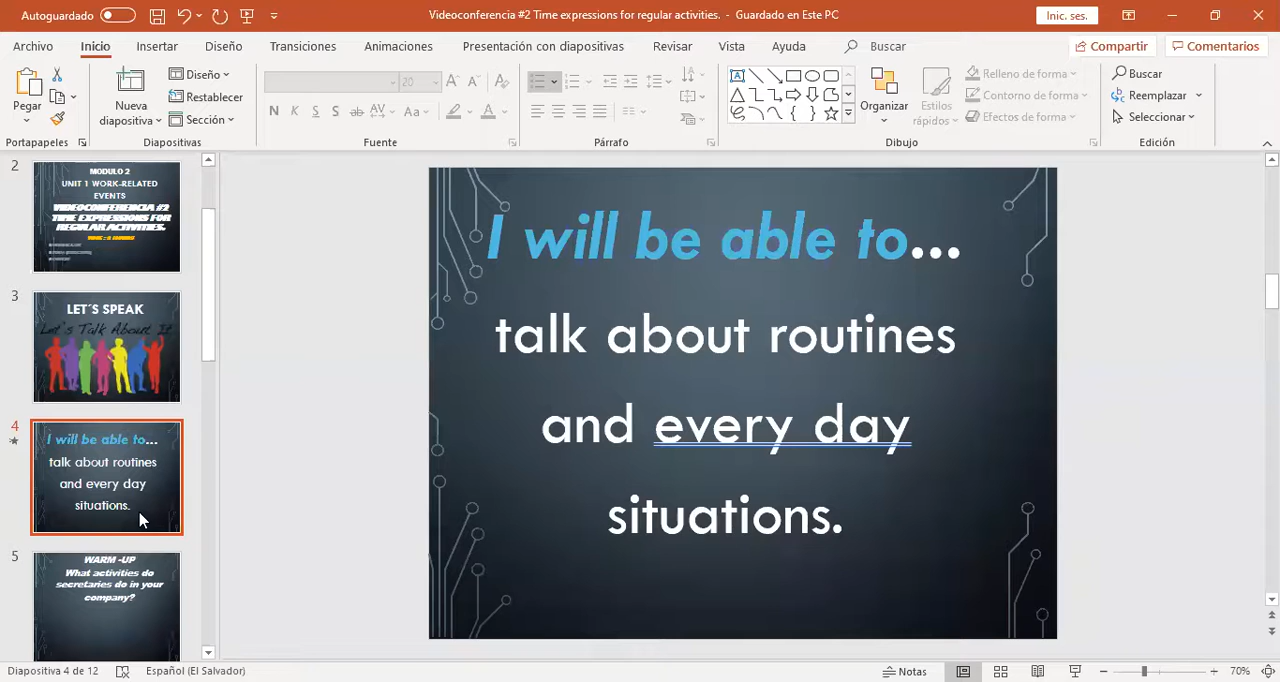 Autoguardado
Videoconferencia #2 Time expressions for regular activities. - Guardado en Este PC
Inic. ses.
Archivo Inicio Insertar Diseño Transiciones Animaciones Presentación con diapositivas Revisar Vista Ayuda Buscar Compartir Comentarios
Pegar
Portapapeles
Nueva diapositiva
Diseño
Restablecer
Sección
Diapositivas
20
N K S S ab AV Aa A
Fuente
Párrafo
Organizar
Estilos rápidos
Relleno de forma
Contorno de forma
Efectos de forma
Dibujo
Buscar
Reemplazar
Seleccionar
Edición
2
MODULO 2
UNIT 1 WORK-RELATED
EVENTS
VIDEOCONFERENCIA #2
TIME EXPRESSIONS FOR
REGULAR ACTIVITIES.
3
LET´S SPEAK
Let's Talk About It
4
I will be able to...
talk about routines
and every day
situations.
5
WARM -UP
What activities do
secretaries do in your
company?
I will be able to...
talk about routines
and every day
situations.
Diapositiva 4 de 12
Español (El Salvador)
Notas
70%